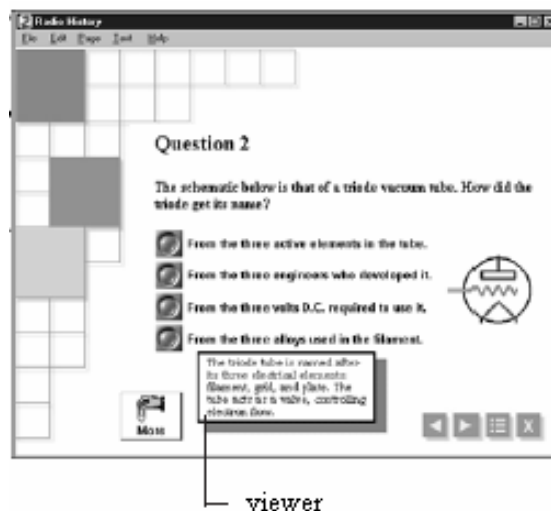 Radio History
File Edit Page Text Help
Question 2
The schematic below is that of a triode vacuum tube. How did the
triode get its name?
From the three active elements in the tube.
From the three engineers who developed it.
From the three volts D.C. required to use it.
From the three alloys used in the filament.
The triode tube is named after
its three electrical elements
filament, grid, and plate. The
tube acts as a valve, controlling
electron flow.
More
X
viewer